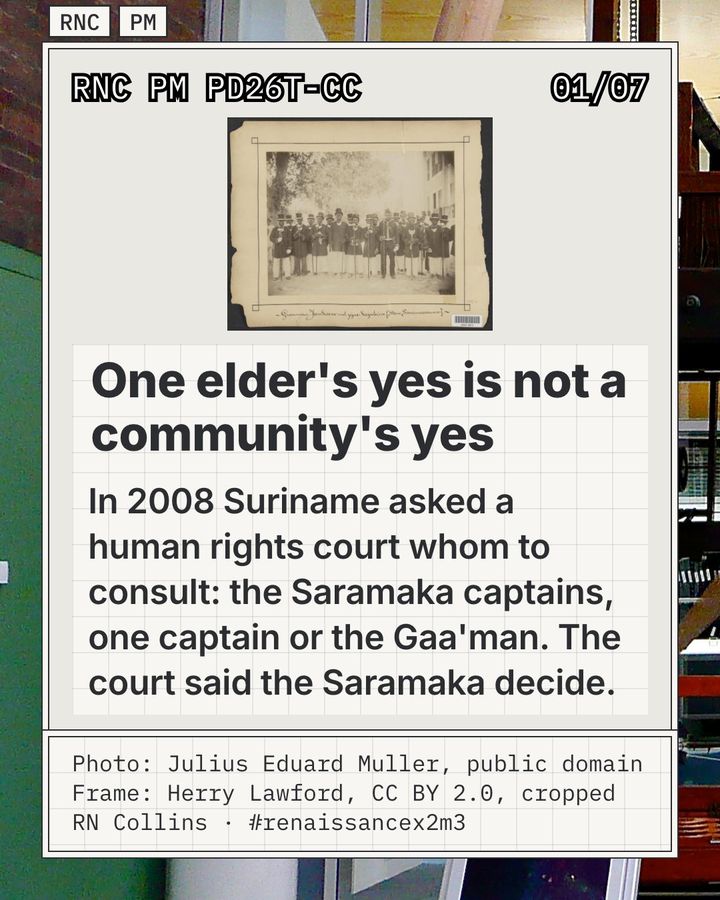 RNC PM
RNC PM PD26T-CC 01/07
One elder's yes is not a
community's yes
In 2008 Suriname asked a
human rights court whom to
consult: the Saramaka captains,
one captain or the Gaa'man. The
court said the Saramaka decide.
Photo: Julius Eduard Muller, public domain
Frame: Herry Lawford, CC BY 2.0, cropped
RN Collins · #renaissancex2m3